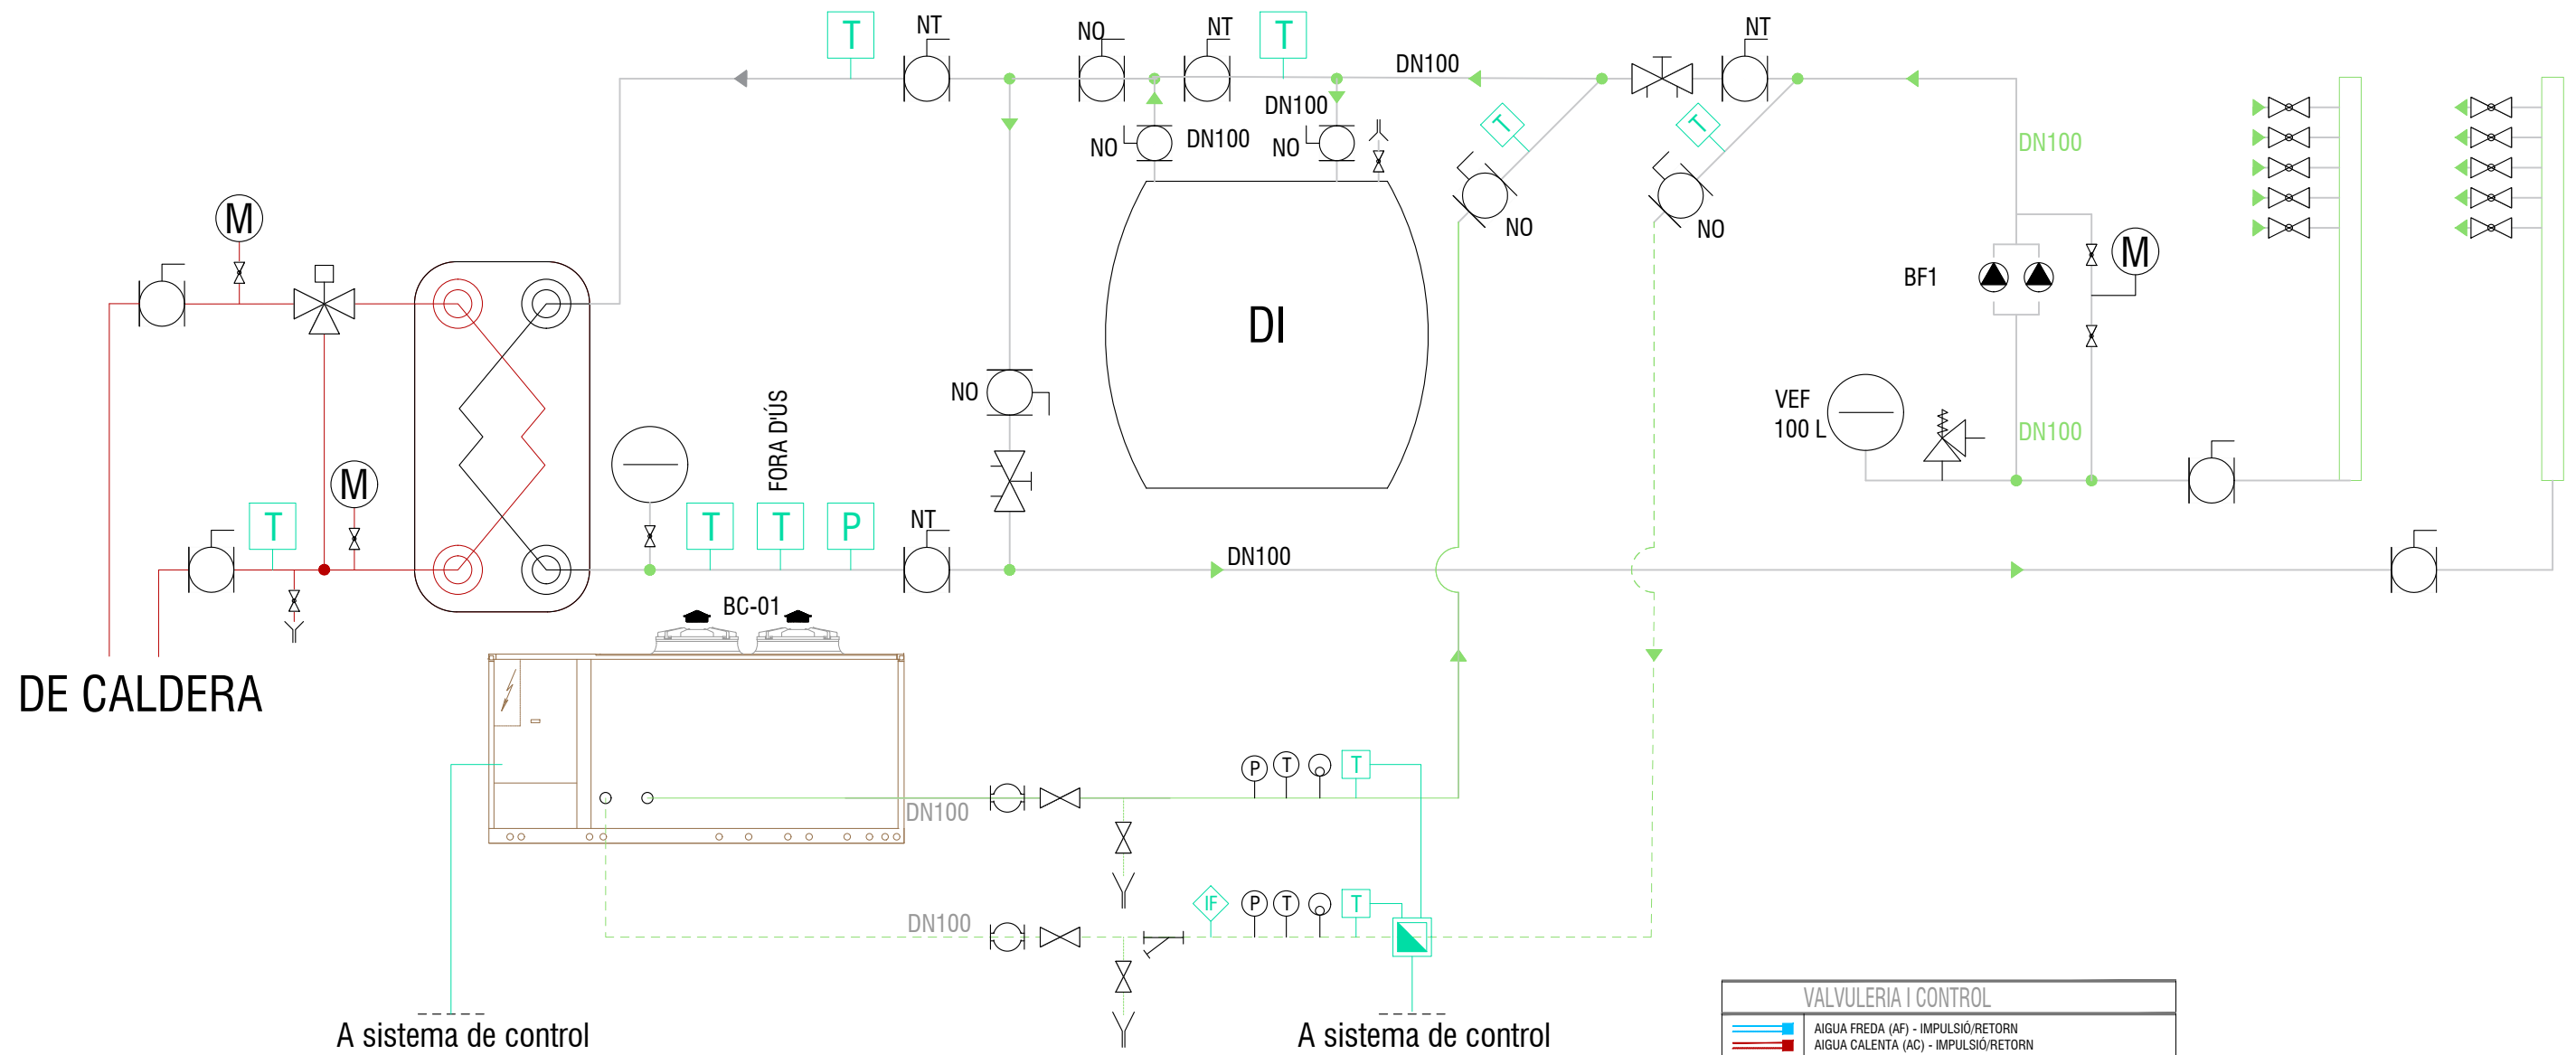 T
NT
NO
NT
T
NT
DN100
DN100
DN100
NO
NO
T
T
NO
NO
DN100
M
M
BF1
DI
VEF
100 L
DN100
NO
FORA D'ÚS
M
T
T
T
P
NT
DN100
BC-01
DE CALDERA
P
T
T
DN100
IF
P
T
T
DN100
A sistema de control
A sistema de control
VALVULERIA I CONTROL
AIGUA FREDA (AF) - IMPULSIÓ/RETORN
AIGUA CALENTA (AC) - IMPULSIÓ/RETORN